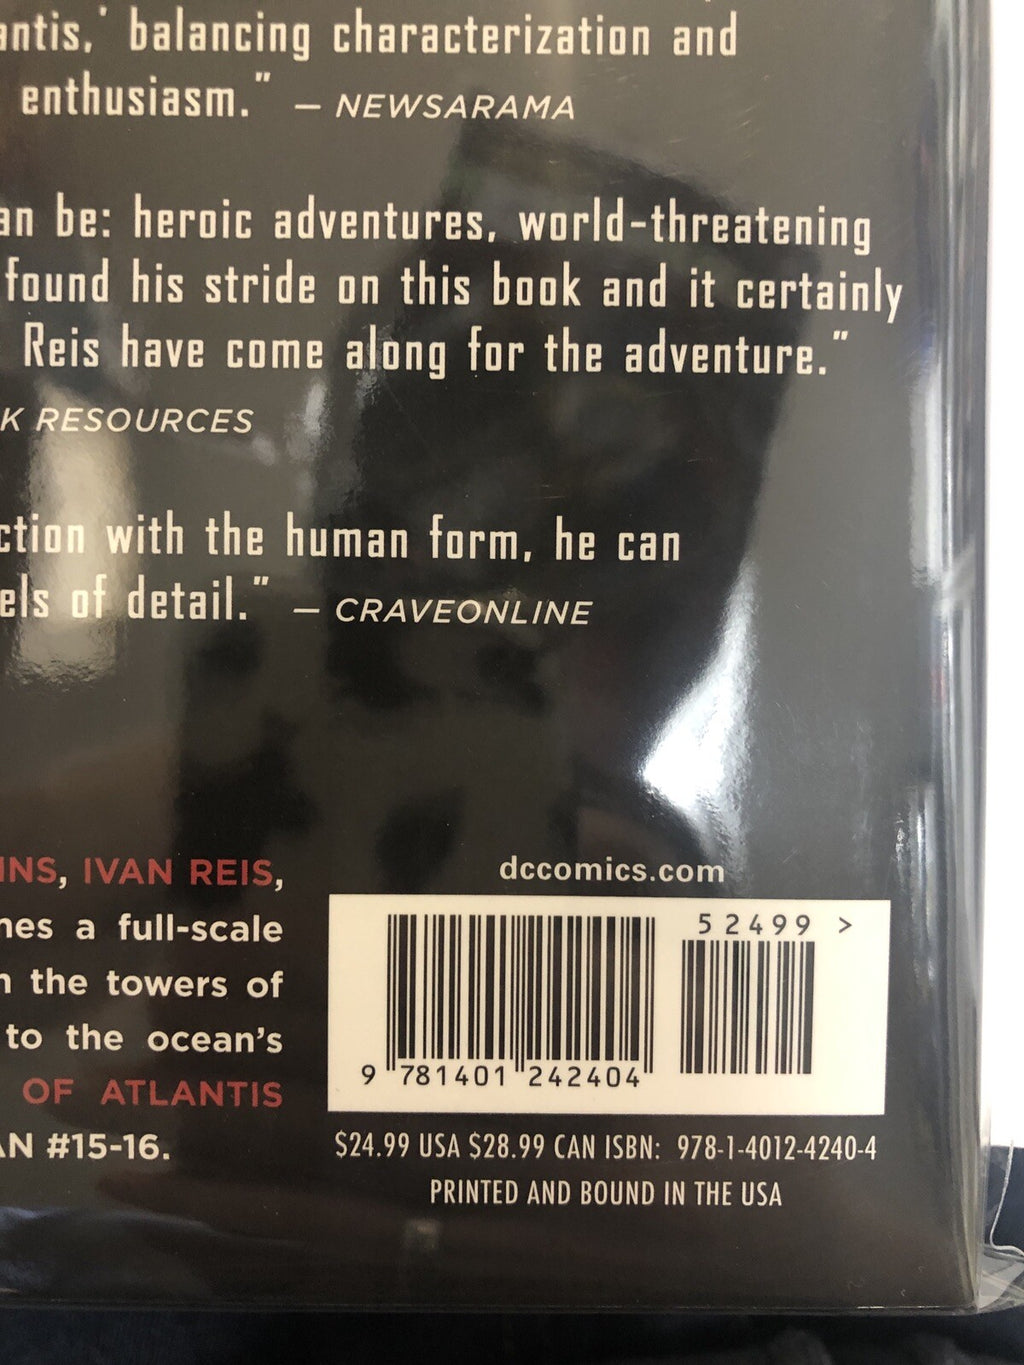 antis,' balancing characterization and
enthusiasm." — NEWSARAMA
an be: heroic adventures, world-threatening
found his stride on this book and it certainly
Reis have come along for the adventure."
K RESOURCES
ction with the human form, he can
els of detail." — CRAVEONLINE
INS, IVAN REIS,
nes a full-scale
n the towers of
to the ocean's
OF ATLANTIS
AN #15-16.
dccomics.com
5 2499 >
9 781401 242404
$24.99 USA $28.99 CAN ISBN: 978-1-4012-4240-4
PRINTED AND BOUND IN THE USA